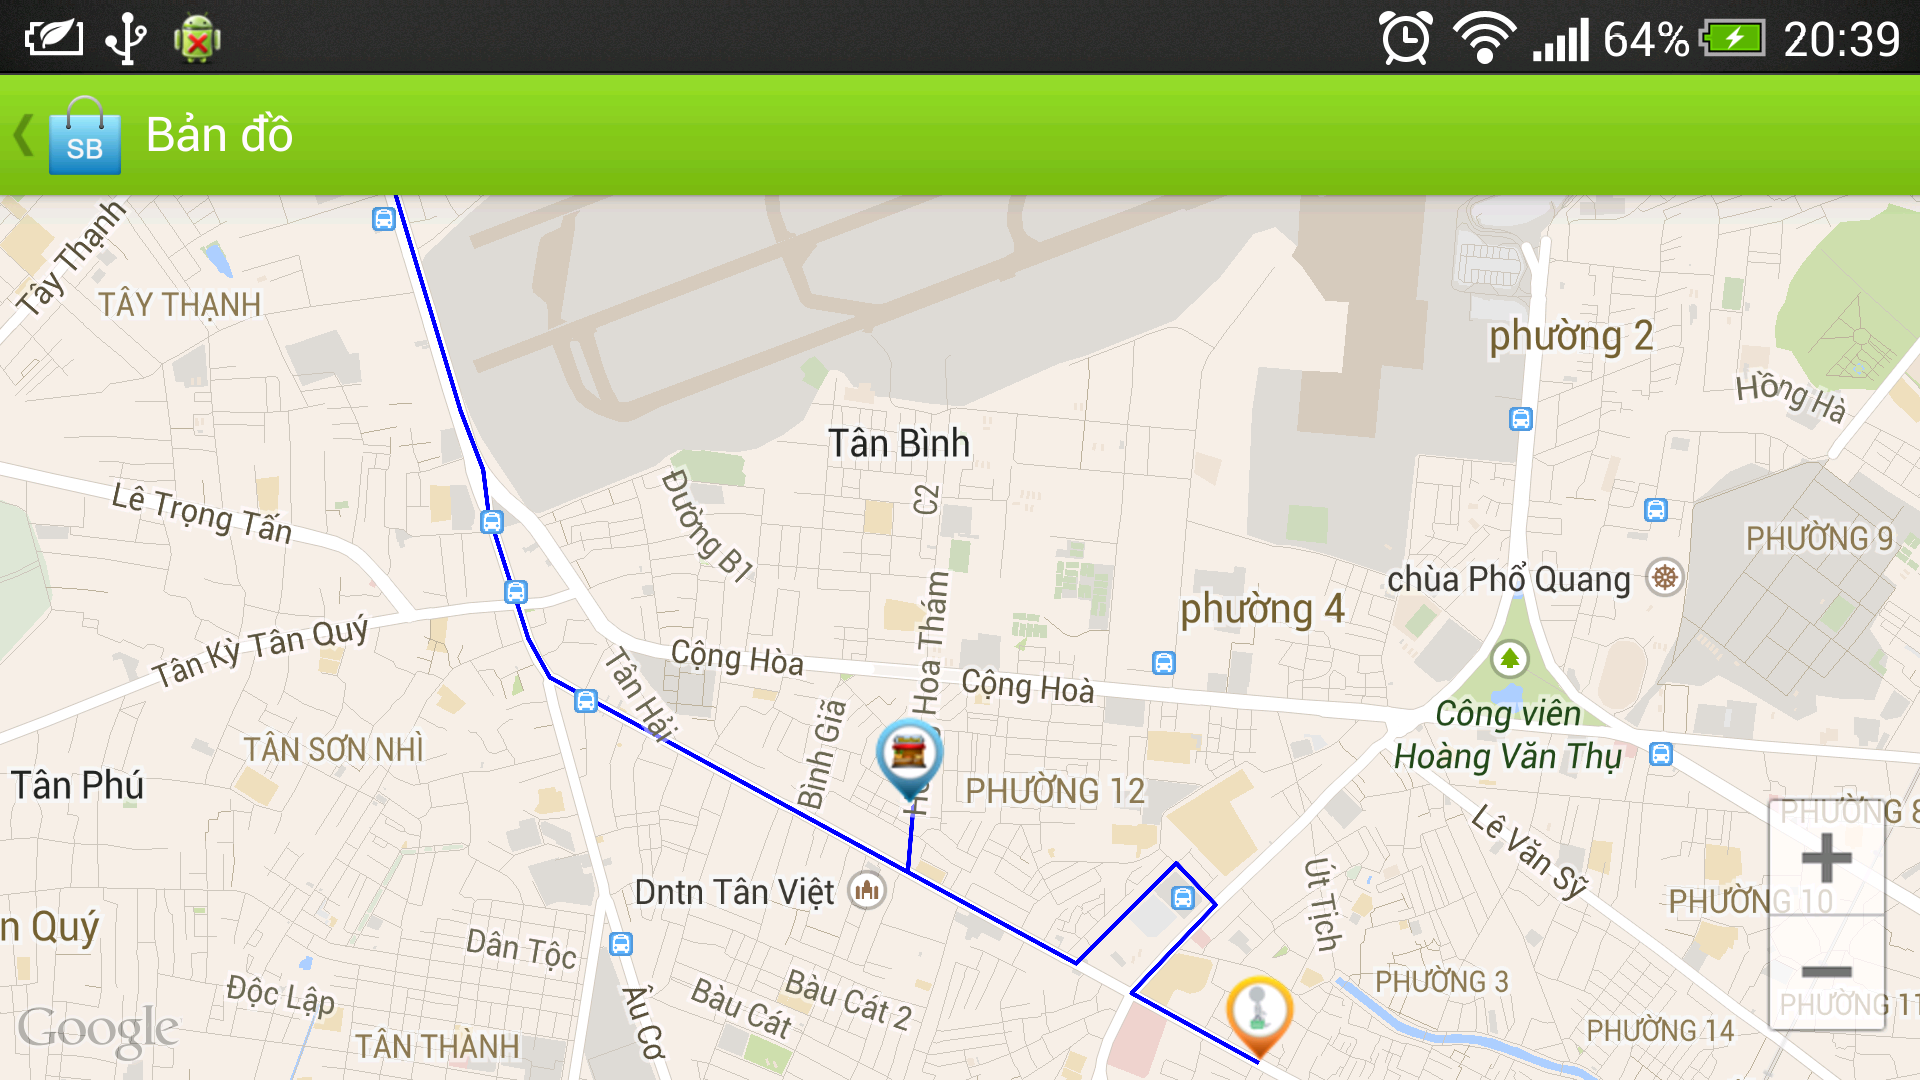 64% 20:39
SB Bản đồ
Tây Thạnh
TÂY THẠNH
phường 2
Hồng Hà
Tân Bình
C2
Đường B1
Lê Trọng Tấn
PHƯỜNG 9
chùa Phổ Quang
phường 4
Hoa Thám
Tân Kỳ Tân Quý
Cộng Hòa
Cộng Hoà
Tân Hải
Bình Giã
Công viên
Hoàng Văn Thụ
TÂN SƠN NHÌ
Tân Phú
PHƯỜNG 12
PHƯỜNG 8
Lê Văn Sỹ
Út Tịch
Dntn Tân Việt
PHƯỜNG 10
n Quý
Dân Tộc
PHƯỜNG 3
Độc Lập
Âu Cơ
Bàu Cát
Bàu Cát 2
PHƯỜNG 11
PHƯỜNG 14
Google
TÂN THÀNH